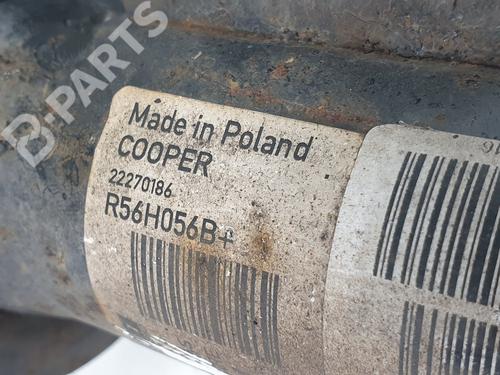 B-PARTS
Made in Poland
COOPER
22270186
R56H056B+